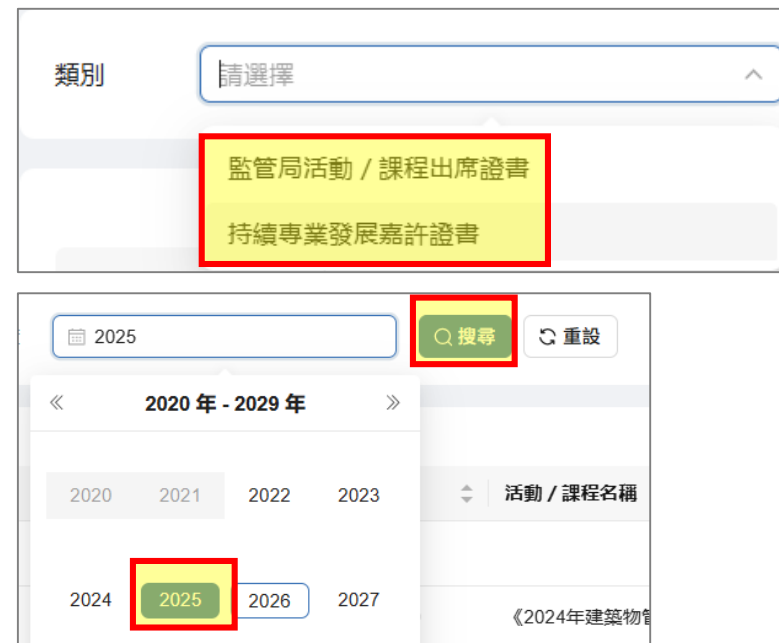 類別
請選擇
監管局活動 / 課程出席證書
持續專業發展嘉許證書
2025
搜尋
重設
2020 年 - 2029 年
2020 2021 2022 2023
活動 / 課程名稱
2024 2025 2026 2027
《2024年建築物